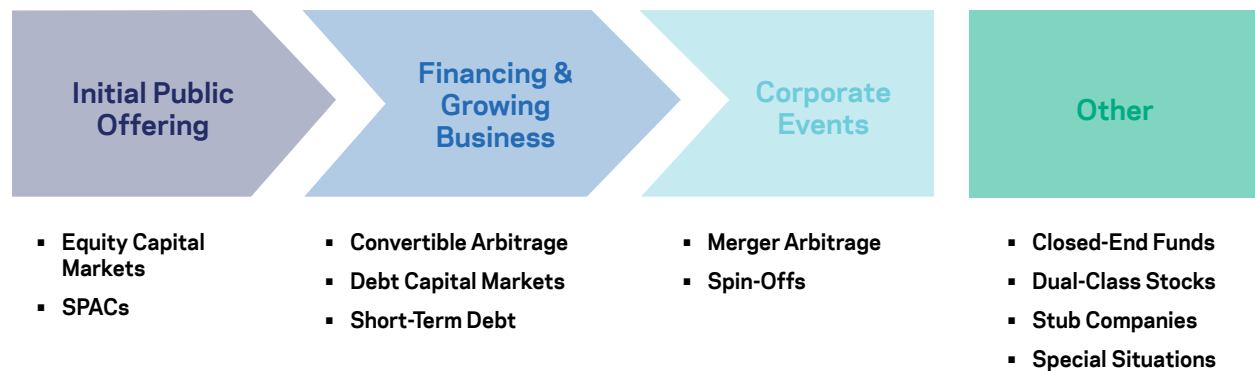 Initial Public
Offering
Financing &
Growing
Business
Corporate
Events
Other
▪ Equity Capital
Markets
▪ SPACs
▪ Convertible Arbitrage
▪ Debt Capital Markets
▪ Short-Term Debt
▪ Merger Arbitrage
▪ Spin-Offs
▪ Closed-End Funds
▪ Dual-Class Stocks
▪ Stub Companies
▪ Special Situations